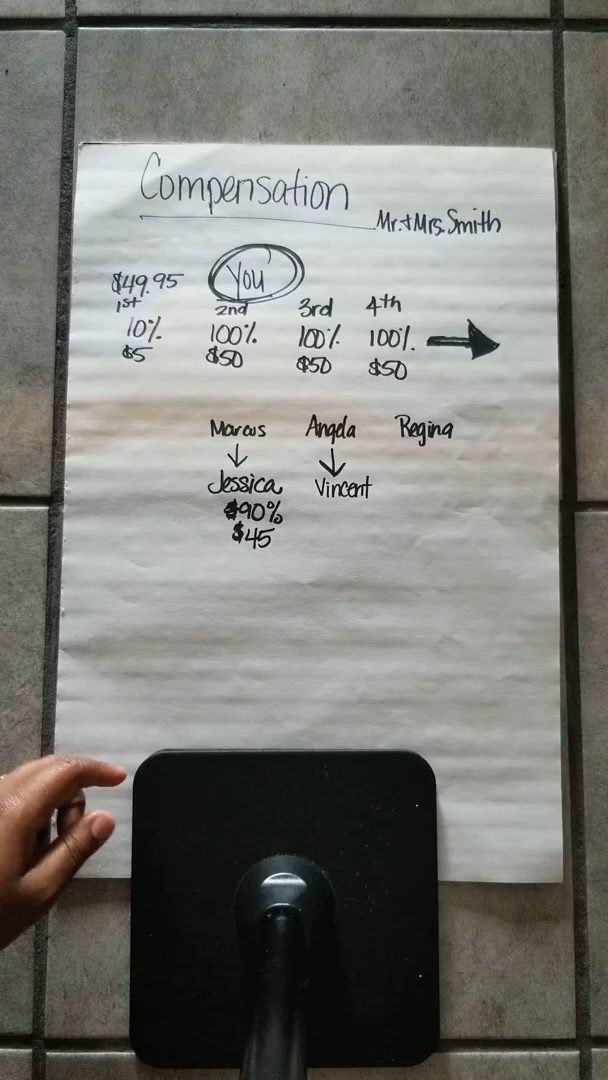 Compensation
Mr. + Mrs. Smith
$49.95 You
1st 2nd 3rd 4th
10% 100% 100% 100%
$5 $50 $50 $50
Marcus Angela Regina
Jessica Vincent
$90%
$45